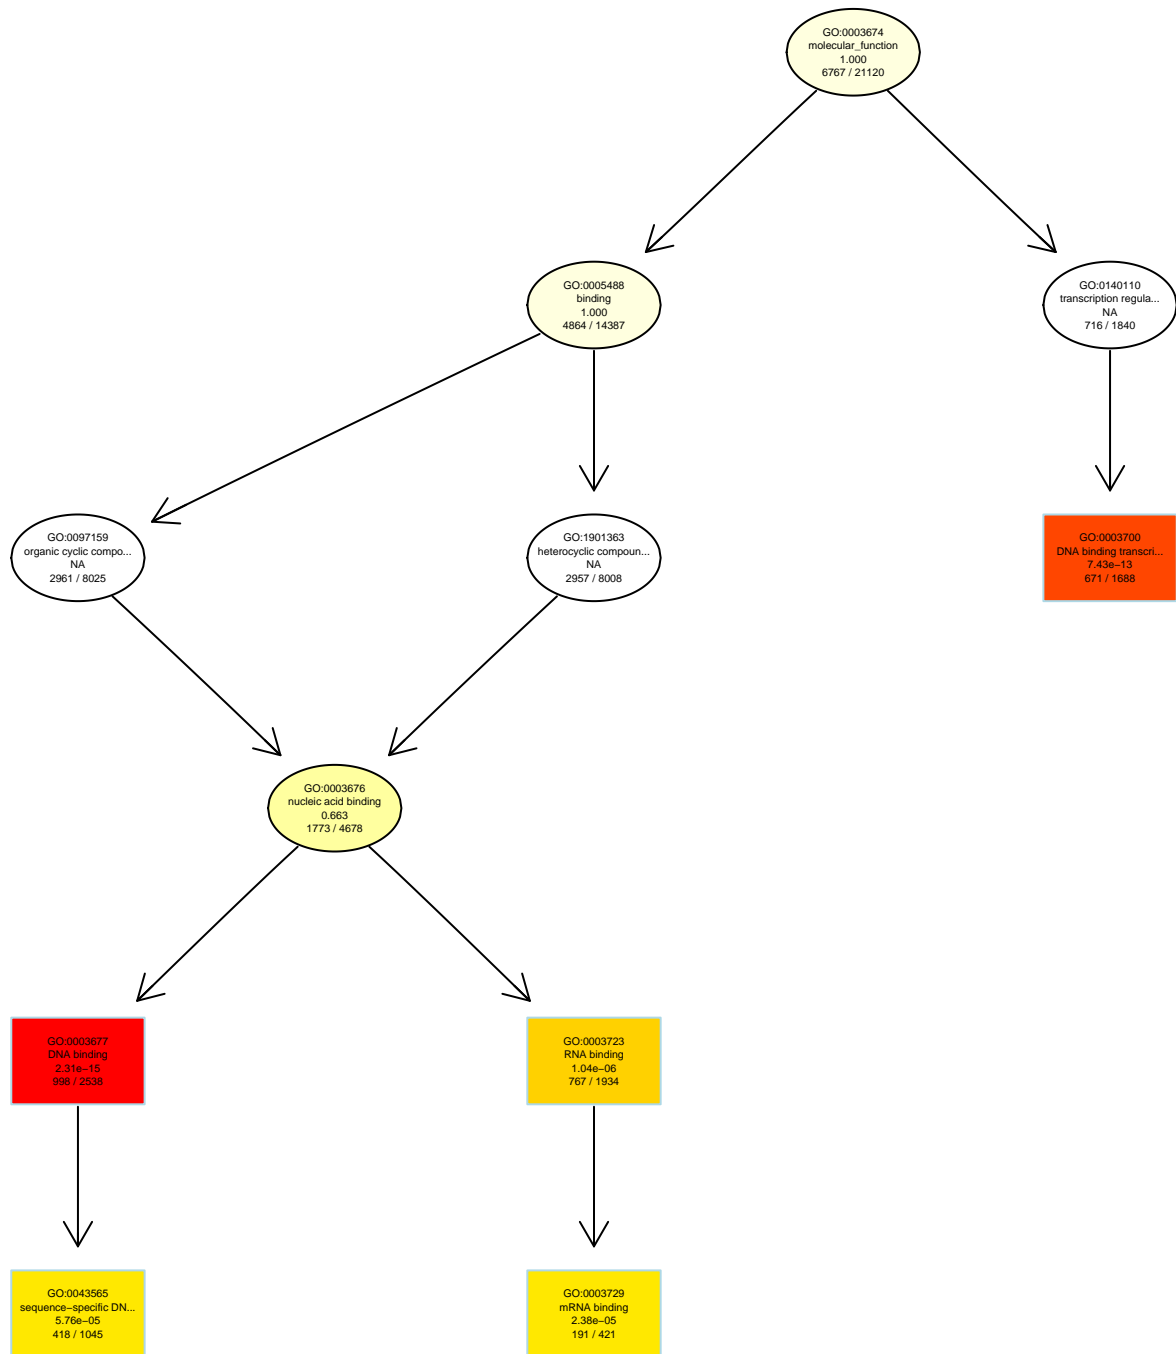 GO:0003674
molecular_function
1.000
6767 / 21120
GO:0005488
binding
1.000
4864 / 14387
GO:0140110
transcription regula...
NA
716 / 1840
GO:0097159
organic cyclic compo...
NA
2961 / 8025
GO:1901363
heterocyclic compoun...
NA
2957 / 8008
GO:0003700
DNA binding transcri...
7.43e−13
671 / 1688
GO:0003676
nucleic acid binding
0.663
1773 / 4678
GO:0003677
DNA binding
2.31e−15
998 / 2538
GO:0003723
RNA binding
1.04e−06
767 / 1934
GO:0043565
sequence−specific DN...
5.76e−05
418 / 1045
GO:0003729
mRNA binding
2.38e−05
191 / 421